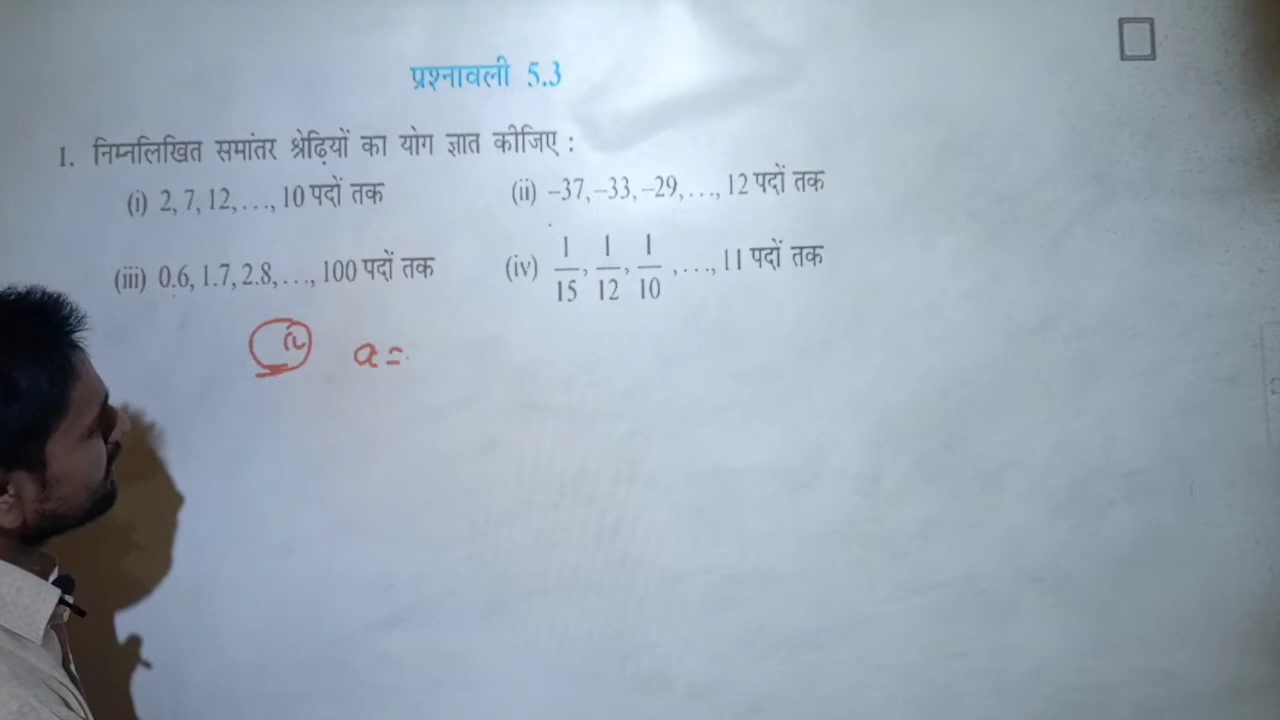 प्रश्नावली 5.3
1. निम्नलिखित समांतर श्रेढ़ियों का योग ज्ञात कीजिए :
(i) 2, 7, 12, . . ., 10 पदों तक (ii) –37, –33, –29, . . ., 12 पदों तक
(iii) 0.6, 1.7, 2.8, . . ., 100 पदों तक (iv) 1/15, 1/12, 1/10, . . ., 11 पदों तक
a =